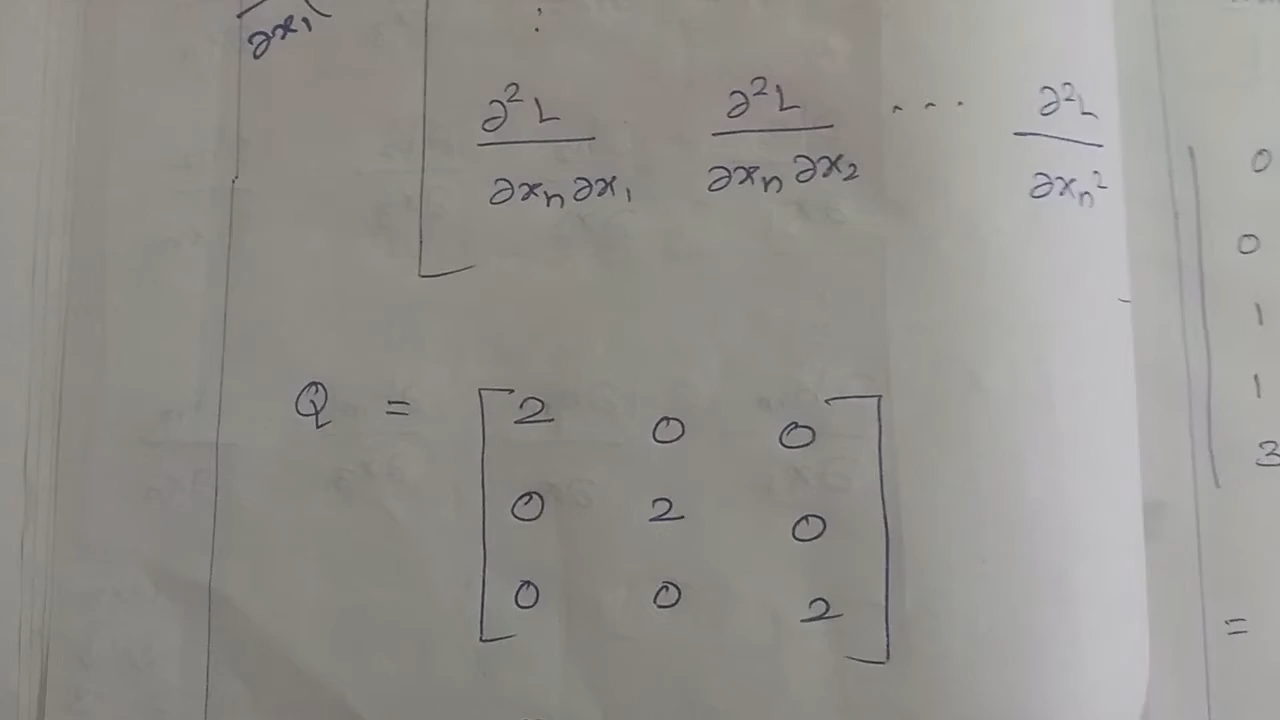 ∂x₁
⋮
∂²L/∂xₙ∂x₁ ∂²L/∂xₙ∂x₂ ... ∂²L/∂xₙ²
Q = [ 2 0 0
0 2 0
0 0 2 ]
0
0
1
1
3
=